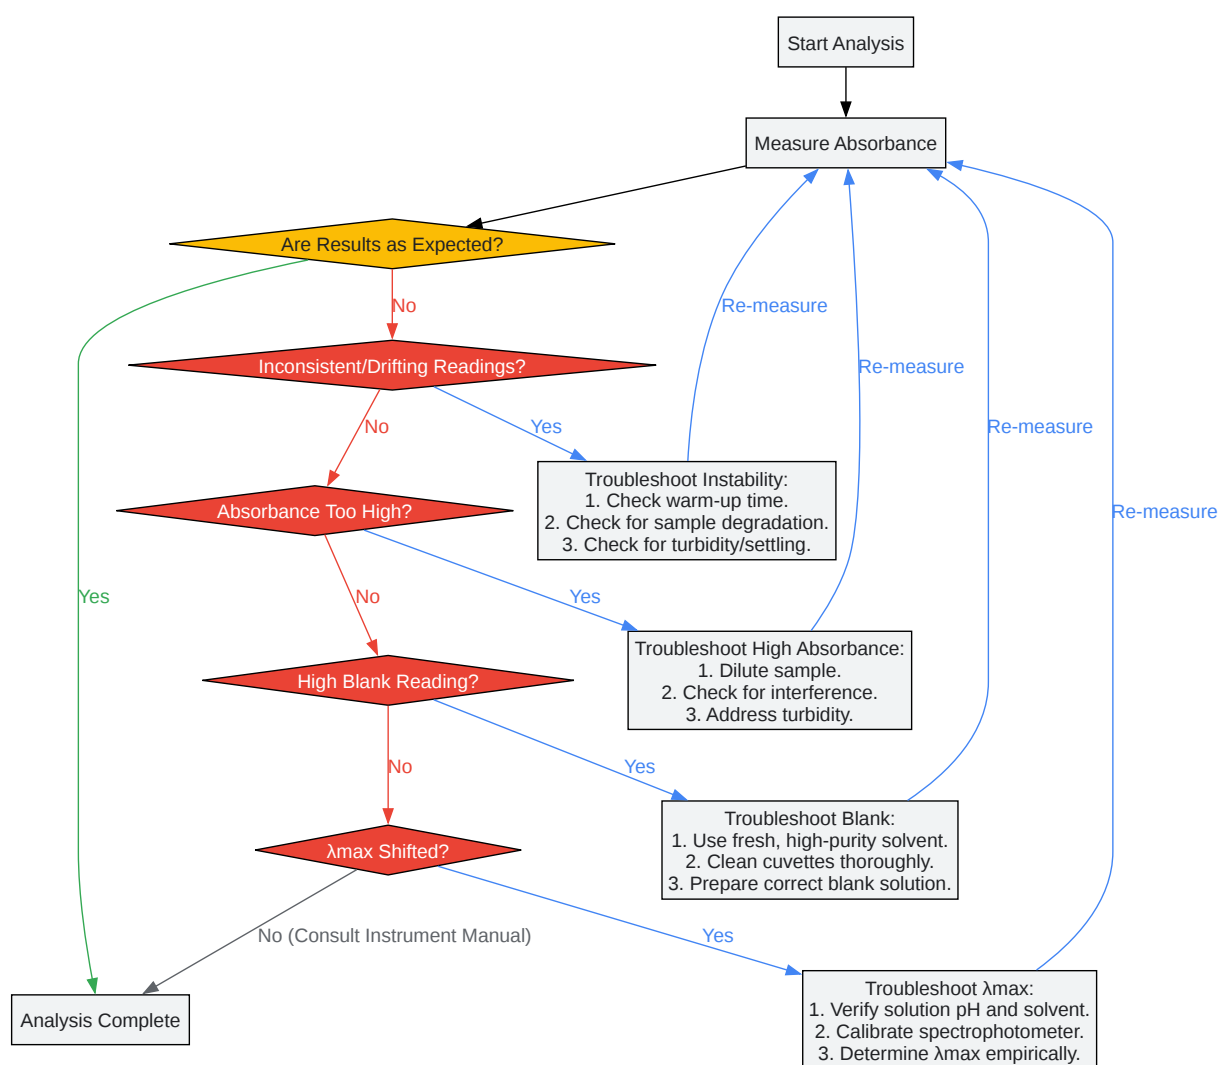 Start Analysis
Measure Absorbance
Are Results as Expected?
No
Re-measure
Inconsistent/Drifting Readings?
Re-measure
No
Yes
Re-measure
Troubleshoot Instability:
1. Check warm-up time.
2. Check for sample degradation.
3. Check for turbidity/settling.
Absorbance Too High?
Re-measure
Yes
No
Yes
Troubleshoot High Absorbance:
1. Dilute sample.
2. Check for interference.
3. Address turbidity.
High Blank Reading?
No
Yes
Troubleshoot Blank:
1. Use fresh, high-purity solvent.
2. Clean cuvettes thoroughly.
3. Prepare correct blank solution.
λmax Shifted?
No (Consult Instrument Manual)
Yes
Troubleshoot λmax:
1. Verify solution pH and solvent.
2. Calibrate spectrophotometer.
3. Determine λmax empirically.
Analysis Complete